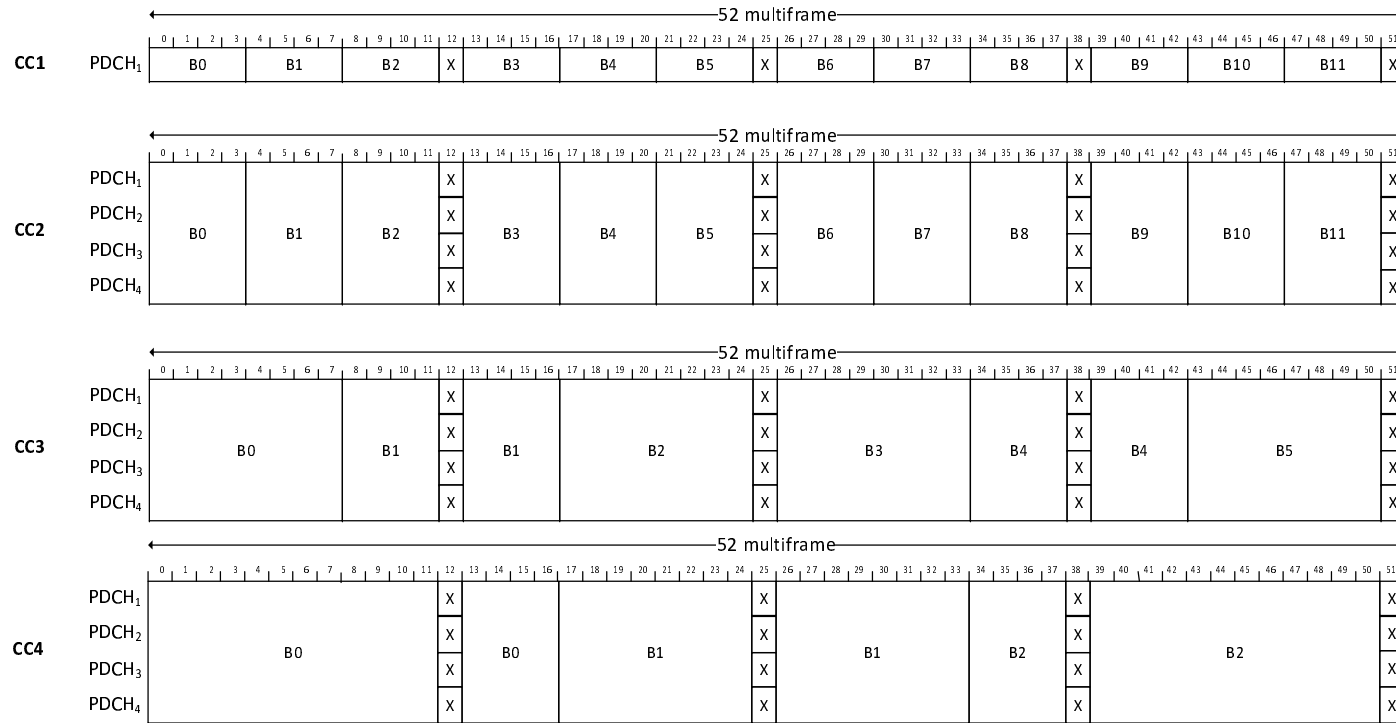 52 multiframe
0 1 2 3 4 5 6 7 8 9 10 11 12 13 14 15 16 17 18 19 20 21 22 23 24 25 26 27 28 29 30 31 32 33 34 35 36 37 38 39 40 41 42 43 44 45 46 47 48 49 50 51
CC1 PDCH₁ B0 B1 B2 X B3 B4 B5 X B6 B7 B8 X B9 B10 B11 X
52 multiframe
0 1 2 3 4 5 6 7 8 9 10 11 12 13 14 15 16 17 18 19 20 21 22 23 24 25 26 27 28 29 30 31 32 33 34 35 36 37 38 39 40 41 42 43 44 45 46 47 48 49 50 51
PDCH₁ X X X X
PDCH₂ X X X X
CC2 B0 B1 B2 B3 B4 B5 B6 B7 B8 B9 B10 B11
PDCH₃ X X X X
PDCH₄ X X X X
52 multiframe
0 1 2 3 4 5 6 7 8 9 10 11 12 13 14 15 16 17 18 19 20 21 22 23 24 25 26 27 28 29 30 31 32 33 34 35 36 37 38 39 40 41 42 43 44 45 46 47 48 49 50 51
PDCH₁ X X X X
PDCH₂ X X X X
CC3 B0 B1 B1 B2 B3 B4 B4 B5
PDCH₃ X X X X
PDCH₄ X X X X
52 multiframe
0 1 2 3 4 5 6 7 8 9 10 11 12 13 14 15 16 17 18 19 20 21 22 23 24 25 26 27 28 29 30 31 32 33 34 35 36 37 38 39 40 41 42 43 44 45 46 47 48 49 50 51
PDCH₁ X X X X
PDCH₂ X X X X
CC4 B0 B0 B1 B1 B2 B2
PDCH₃ X X X X
PDCH₄ X X X X